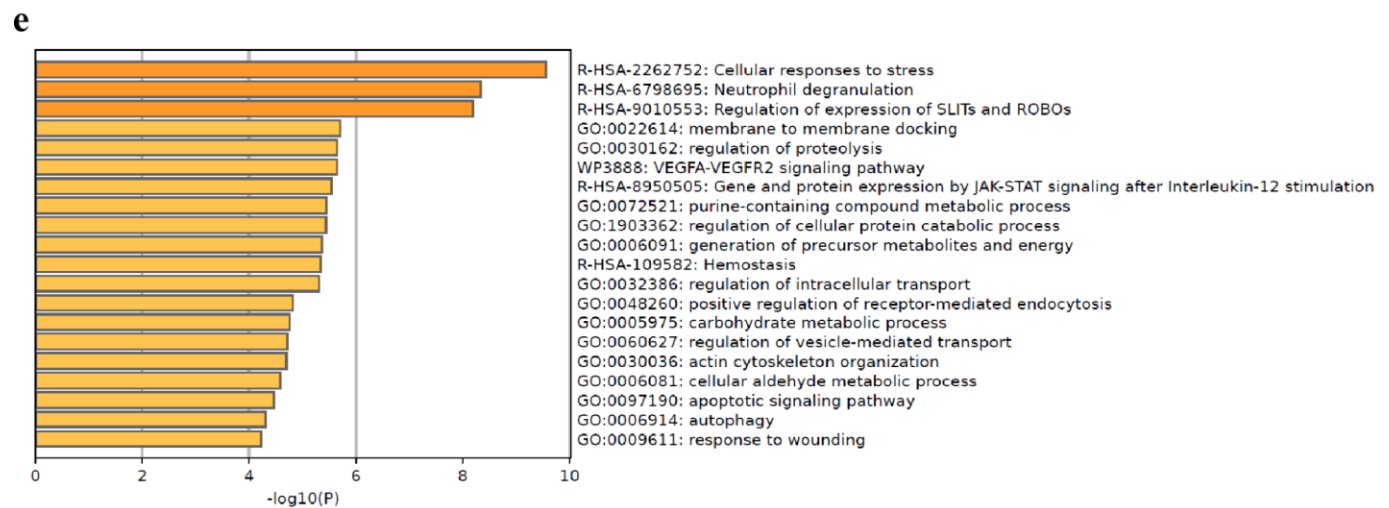 e
R-HSA-2262752: Cellular responses to stress
R-HSA-6798695: Neutrophil degranulation
R-HSA-9010553: Regulation of expression of SLITs and ROBOs
GO:0022614: membrane to membrane docking
GO:0030162: regulation of proteolysis
WP3888: VEGFA-VEGFR2 signaling pathway
R-HSA-8950505: Gene and protein expression by JAK-STAT signaling after Interleukin-12 stimulation
GO:0072521: purine-containing compound metabolic process
GO:1903362: regulation of cellular protein catabolic process
GO:0006091: generation of precursor metabolites and energy
R-HSA-109582: Hemostasis
GO:0032386: regulation of intracellular transport
GO:0048260: positive regulation of receptor-mediated endocytosis
GO:0005975: carbohydrate metabolic process
GO:0060627: regulation of vesicle-mediated transport
GO:0030036: actin cytoskeleton organization
GO:0006081: cellular aldehyde metabolic process
GO:0097190: apoptotic signaling pathway
GO:0006914: autophagy
GO:0009611: response to wounding
0 2 4 6 8 10
-log10(P)